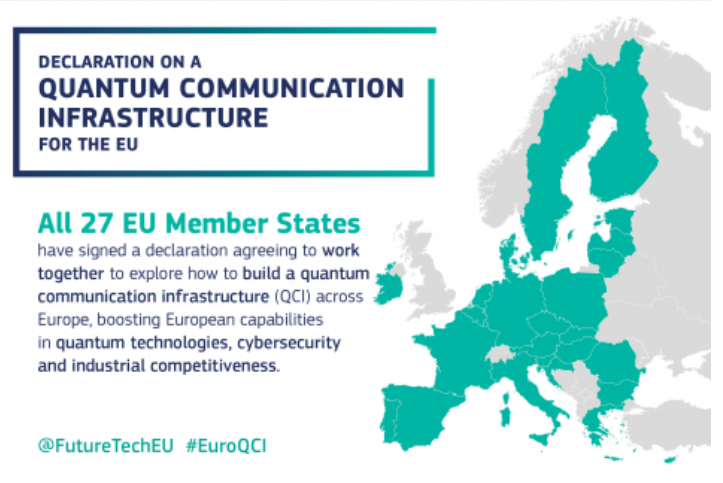 DECLARATION ON A
QUANTUM COMMUNICATION
INFRASTRUCTURE
FOR THE EU
All 27 EU Member States
have signed a declaration agreeing to work
together to explore how to build a quantum
communication infrastructure (QCI) across
Europe, boosting European capabilities
in quantum technologies, cybersecurity
and industrial competitiveness.
@FutureTechEU #EuroQCI